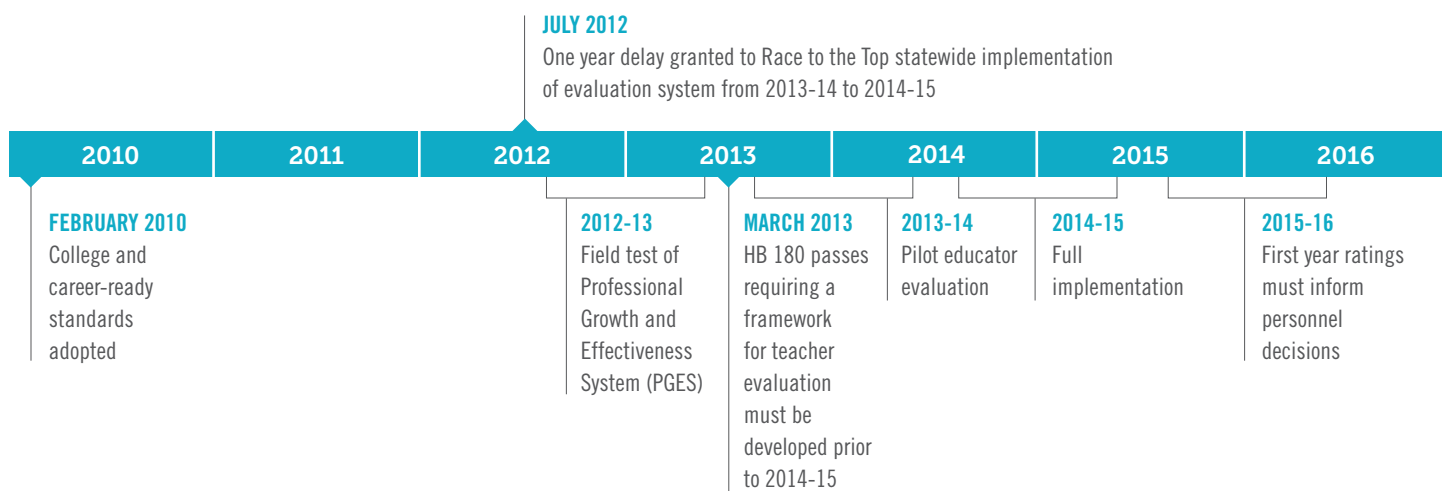 JULY 2012
One year delay granted to Race to the Top statewide implementation
of evaluation system from 2013-14 to 2014-15
2010
2011
2012
2013
2014
2015
2016
FEBRUARY 2010
College and
career-ready
standards
adopted
2012-13
Field test of
Professional
Growth and
Effectiveness
System (PGES)
MARCH 2013
HB 180 passes
requiring a
framework
for teacher
evaluation
must be
developed prior
to 2014-15
2013-14
Pilot educator
evaluation
2014-15
Full
implementation
2015-16
First year ratings
must inform
personnel
decisions